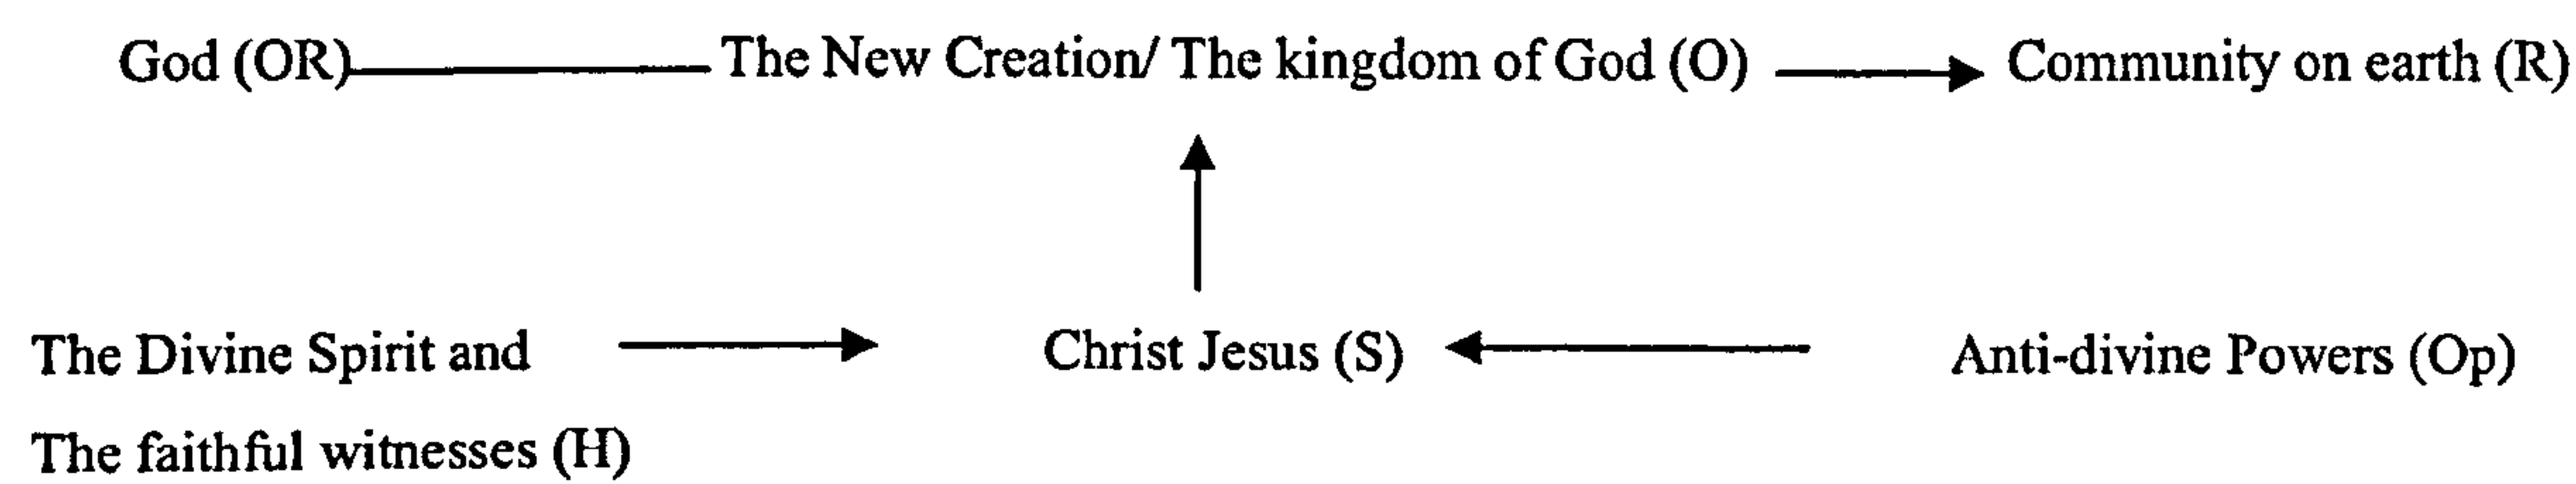 God (OR) The New Creation/ The kingdom of God (O) Community on earth (R)
The Divine Spirit and Christ Jesus (S) Anti-divine Powers (Op)
The faithful witnesses (H)